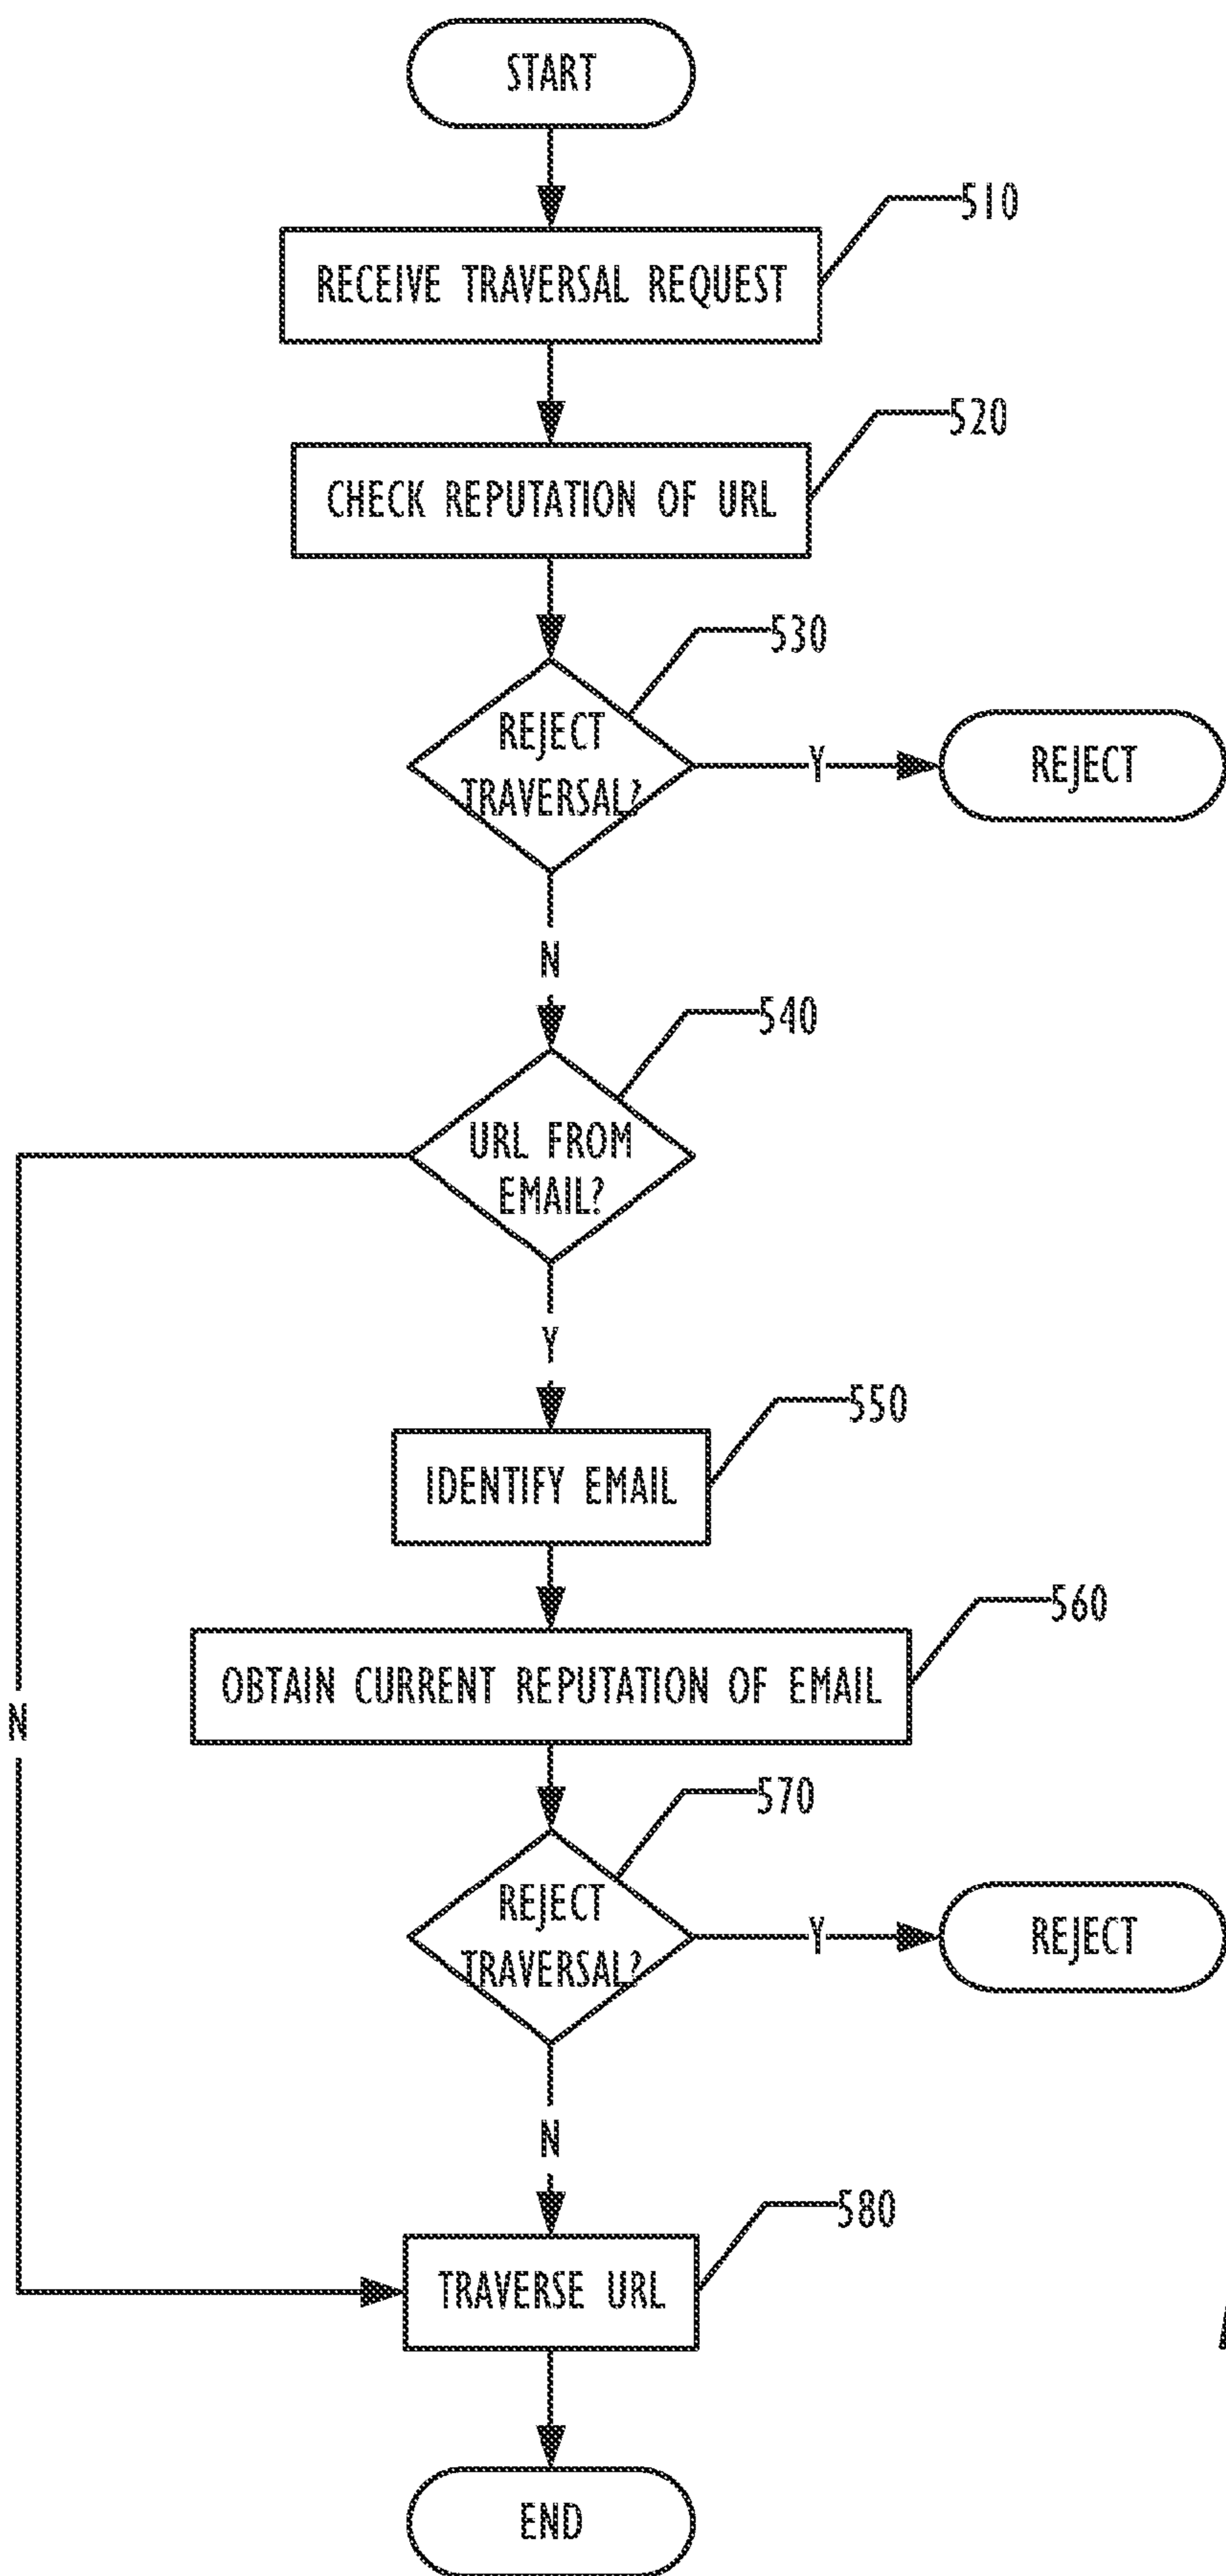 START
510
RECEIVE TRAVERSAL REQUEST
520
CHECK REPUTATION OF URL
530
REJECT
TRAVERSAL?
Y
REJECT
N
540
URL FROM
EMAIL?
Y
550
IDENTIFY EMAIL
560
OBTAIN CURRENT REPUTATION OF EMAIL
N
570
REJECT
TRAVERSAL?
Y
REJECT
N
580
TRAVERSE URL
END